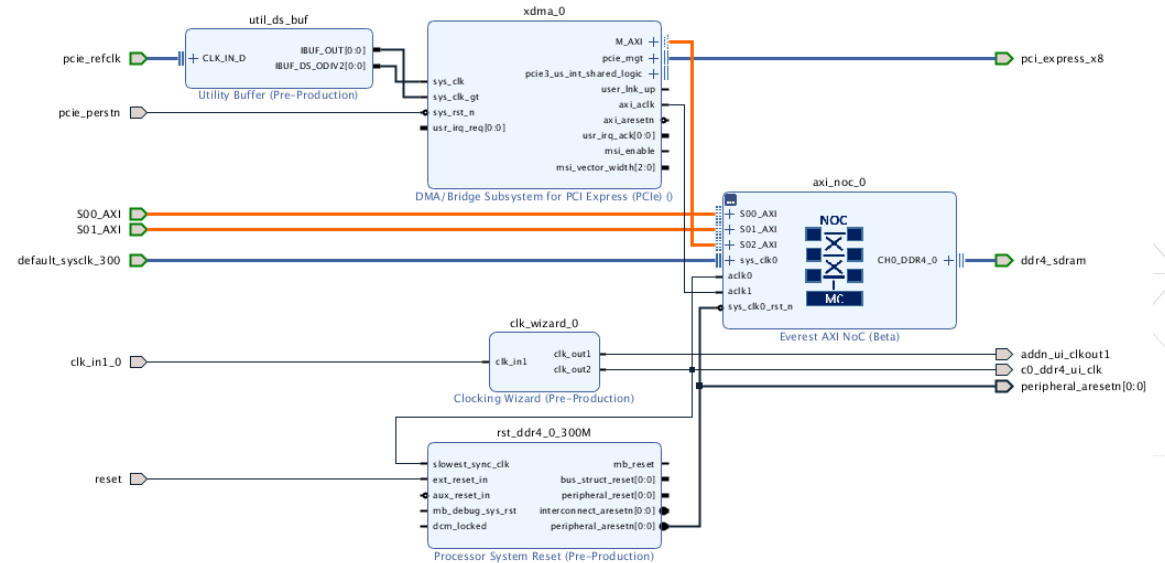 util_ds_buf
pcie_refclk
CLK_IN_D
IBUF_OUT[0:0]
IBUF_DS_ODIV2[0:0]
Utility Buffer (Pre-Production)
pcie_perstn
xdma_0
sys_clk
sys_clk_gt
sys_rst_n
usr_irq_req[0:0]
M_AXI
pcie_mgt
pcie3_us_int_shared_logic
user_lnk_up
axi_aclk
axi_aresetn
usr_irq_ack[0:0]
msi_enable
msi_vector_width[2:0]
DMA/Bridge Subsystem for PCI Express (PCIe) ()
pci_express_x8
S00_AXI
S01_AXI
default_sysclk_300
axi_noc_0
S00_AXI
S01_AXI
S02_AXI
sys_clk0
aclk0
aclk1
sys_clk0_rst_n
NOC
MC
CH0_DDR4_0
Everest AXI NoC (Beta)
ddr4_sdram
clk_in1_0
clk_wizard_0
clk_in1
clk_out1
clk_out2
Clocking Wizard (Pre-Production)
addn_ui_clkout1
c0_ddr4_ui_clk
peripheral_aresetn[0:0]
reset
rst_ddr4_0_300M
slowest_sync_clk
ext_reset_in
aux_reset_in
mb_debug_sys_rst
dcm_locked
mb_reset
bus_struct_reset[0:0]
peripheral_reset[0:0]
interconnect_aresetn[0:0]
peripheral_aresetn[0:0]
Processor System Reset (Pre-Production)